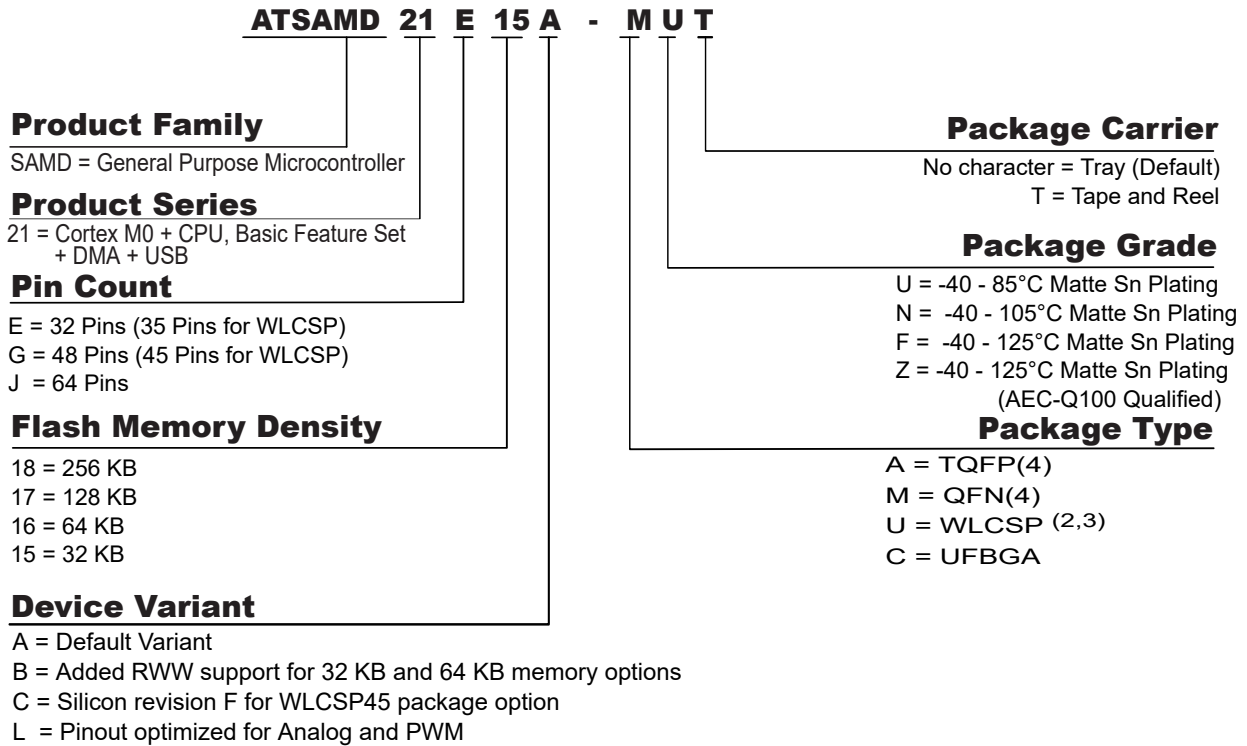 ATSAMD 21 E 15 A - M U T
Product Family
SAMD = General Purpose Microcontroller
Product Series
21 = Cortex M0 + CPU, Basic Feature Set
+ DMA + USB
Pin Count
E = 32 Pins (35 Pins for WLCSP)
G = 48 Pins (45 Pins for WLCSP)
J = 64 Pins
Flash Memory Density
18 = 256 KB
17 = 128 KB
16 = 64 KB
15 = 32 KB
Device Variant
A = Default Variant
B = Added RWW support for 32 KB and 64 KB memory options
C = Silicon revision F for WLCSP45 package option
L = Pinout optimized for Analog and PWM
Package Carrier
No character = Tray (Default)
T = Tape and Reel
Package Grade
U = -40 - 85°C Matte Sn Plating
N = -40 - 105°C Matte Sn Plating
F = -40 - 125°C Matte Sn Plating
Z = -40 - 125°C Matte Sn Plating
(AEC-Q100 Qualified)
Package Type
A = TQFP(4)
M = QFN(4)
U = WLCSP (2,3)
C = UFBGA